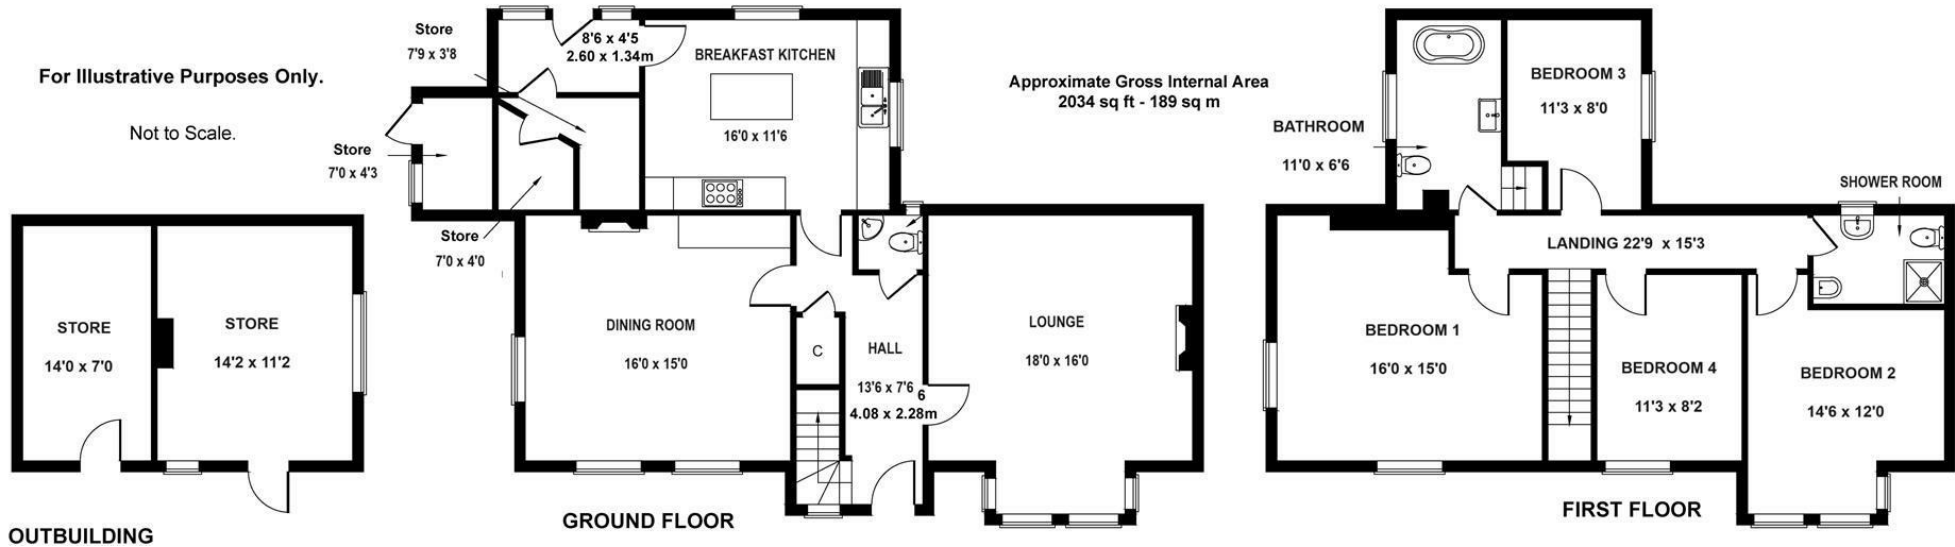 For Illustrative Purposes Only.
Not to Scale.
STORE
14'0 x 7'0
STORE
14'2 x 11'2
OUTBUILDING
Store
7'9 x 3'8
8'6 x 4'5
2.60 x 1.34m
BREAKFAST KITCHEN
16'0 x 11'6
Store
7'0 x 4'3
Store
7'0 x 4'0
DINING ROOM
16'0 x 15'0
C
HALL
13'6 x 7'6
6
4.08 x 2.28m
LOUNGE
18'0 x 16'0
GROUND FLOOR
Approximate Gross Internal Area
2034 sq ft - 189 sq m
BATHROOM
11'0 x 6'6
BEDROOM 3
11'3 x 8'0
SHOWER ROOM
LANDING 22'9 x 15'3
BEDROOM 1
16'0 x 15'0
BEDROOM 4
11'3 x 8'2
BEDROOM 2
14'6 x 12'0
FIRST FLOOR